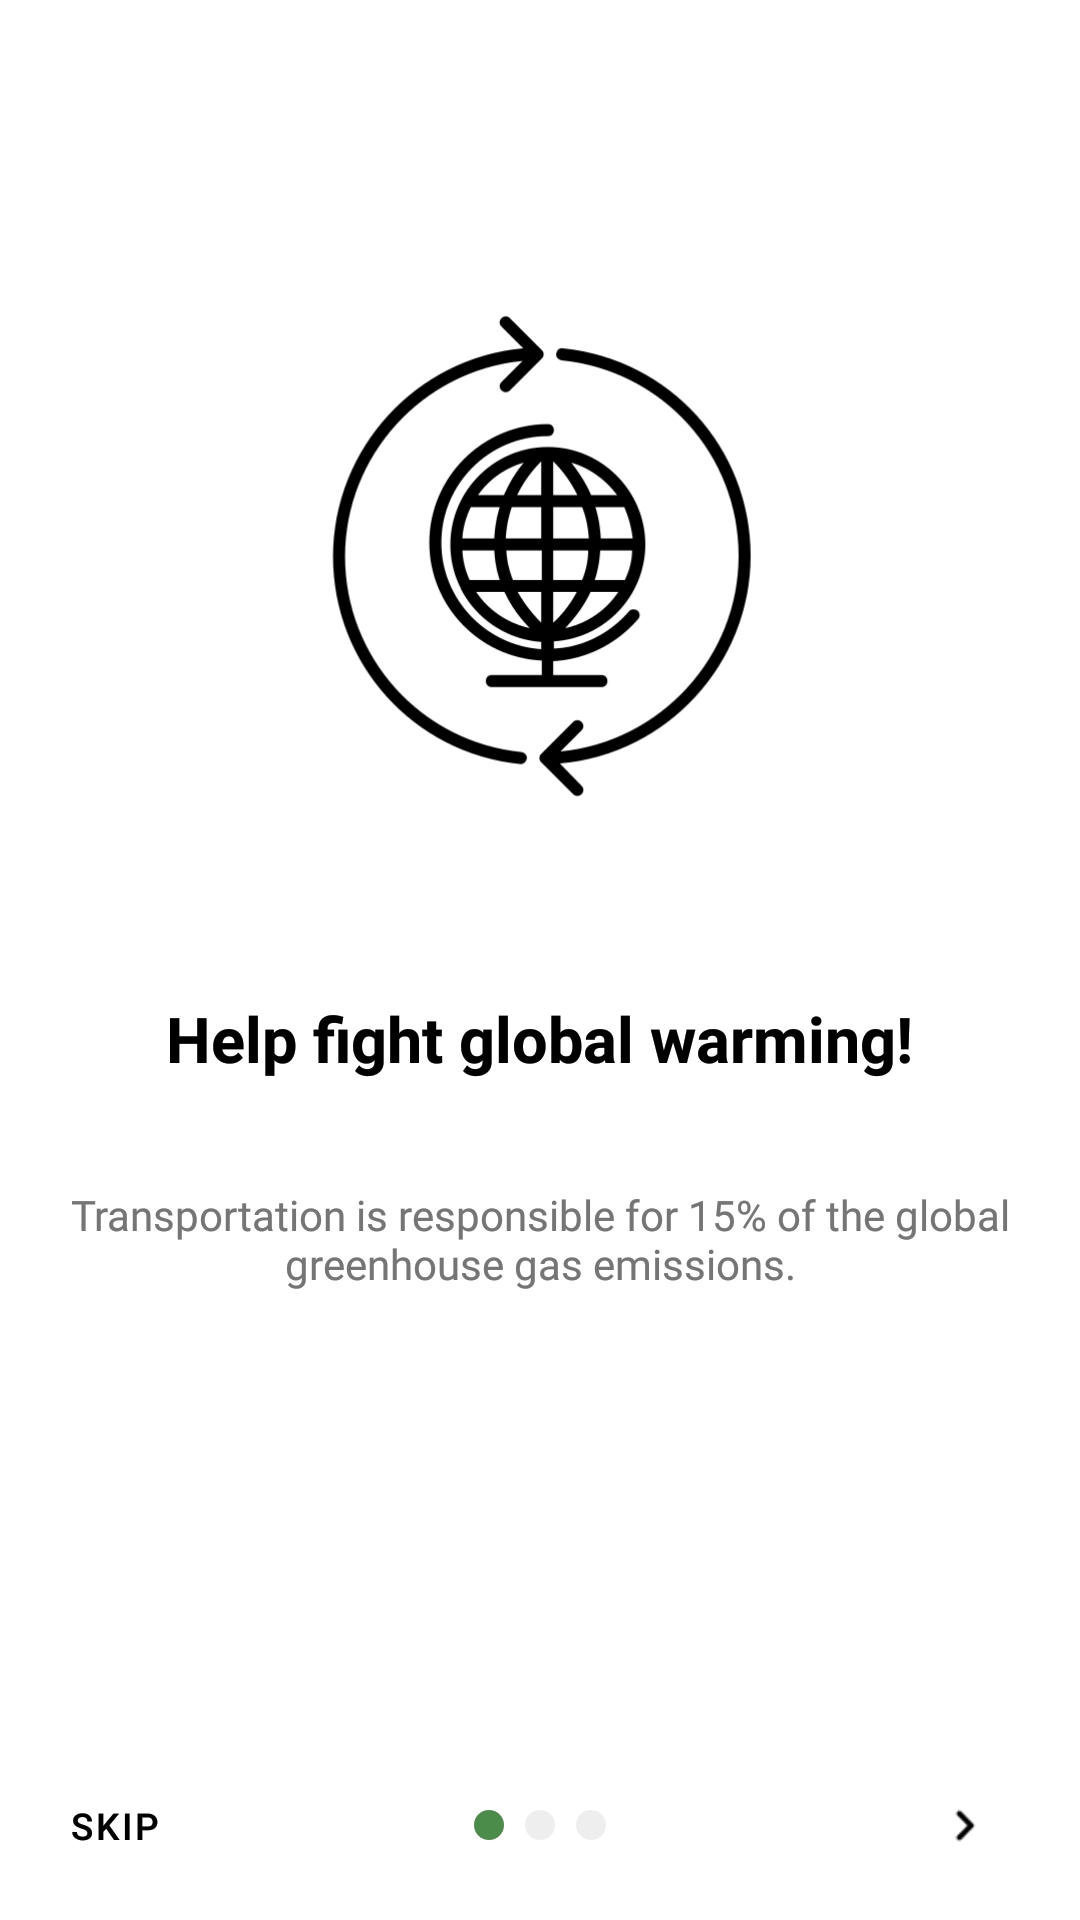 Help fight global warming!
Transportation is responsible for 15% of the global
greenhouse gas emissions.
SKIP